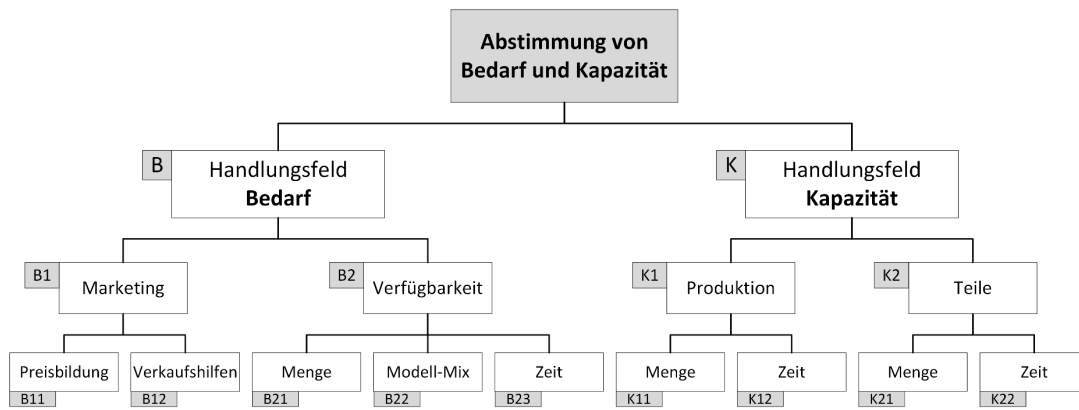 Abstimmung von
Bedarf und Kapazität
B
Handlungsfeld
Bedarf
K
Handlungsfeld
Kapazität
B1
Marketing
B2
Verfügbarkeit
K1
Produktion
K2
Teile
Preisbildung
B11
Verkaufshilfen
B12
Menge
B21
Modell-Mix
B22
Zeit
B23
Menge
K11
Zeit
K12
Menge
K21
Zeit
K22